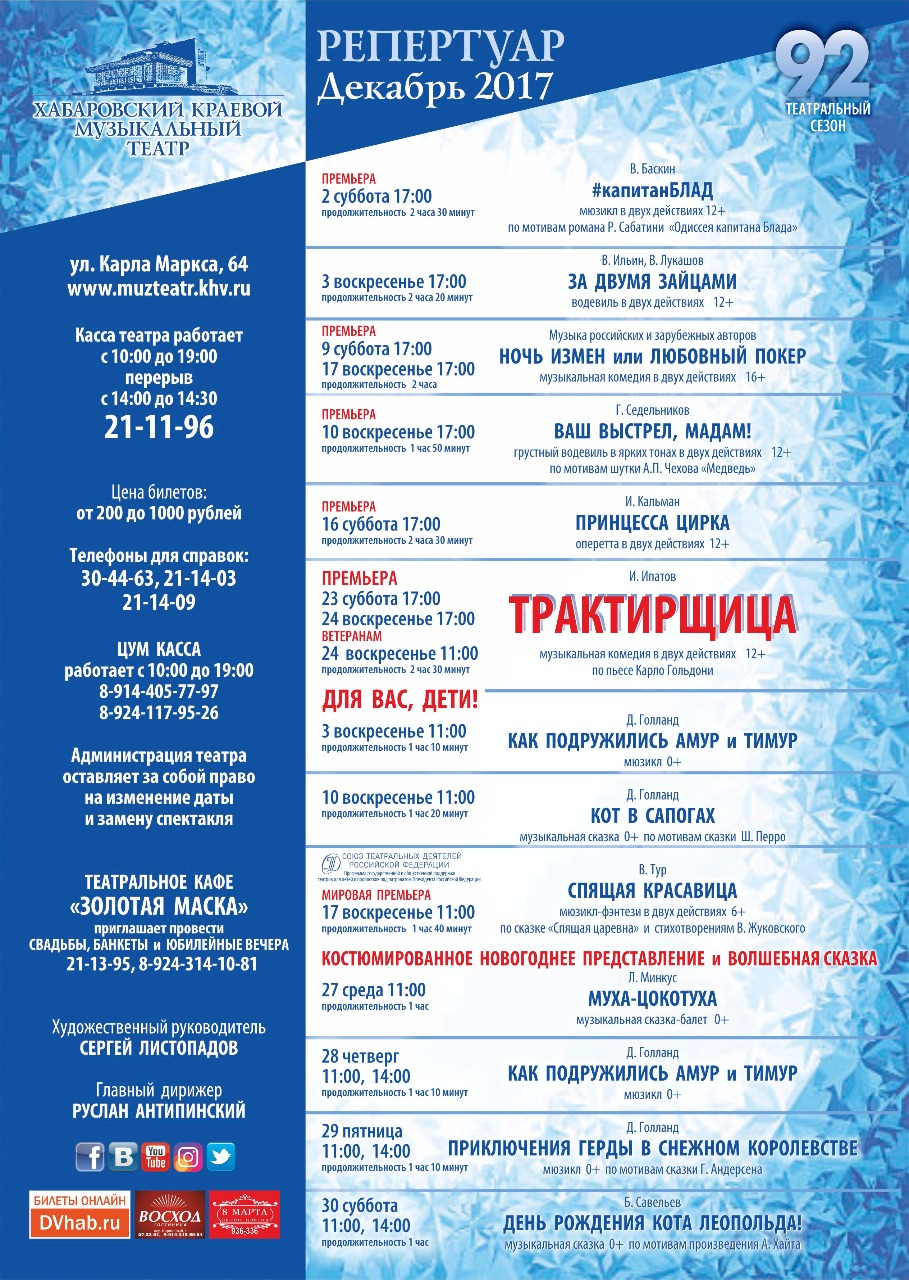 ХАБАРОВСКИЙ КРАЕВОЙ
МУЗЫКАЛЬНЫЙ
ТЕАТР
РЕПЕРТУАР
Декабрь 2017
92
ТЕАТРАЛЬНЫЙ
СЕЗОН
ул. Карла Маркса, 64
www.muzteatr.khv.ru
Касса театра работает
с 10:00 до 19:00
перерыв
с 14:00 до 14:30
21-11-96
Цена билетов:
от 200 до 1000 рублей
Телефоны для справок:
30-44-63, 21-14-03
21-14-09
ЦУМ КАССА
работает с 10:00 до 19:00
8-914-405-77-97
8-924-117-95-26
Администрация театра
оставляет за собой право
на изменение даты
и замену спектакля
ТЕАТРАЛЬНОЕ КАФЕ
«ЗОЛОТАЯ МАСКА»
приглашает провести
СВАДЬБЫ, БАНКЕТЫ и ЮБИЛЕЙНЫЕ ВЕЧЕРА
21-13-95, 8-924-314-10-81
Художественный руководитель
СЕРГЕЙ ЛИСТОПАДОВ
Главный дирижер
РУСЛАН АНТИПИНСКИЙ
You
Tube
БИЛЕТЫ ОНЛАЙН
DVhab.ru
ВОСХОД
8 МАРТА
936-336
ПРЕМЬЕРА
2 суббота 17:00
продолжительность 2 часа 30 минут
В. Баскин
#капитанБЛАД
мюзикл в двух действиях 12+
по мотивам романа Р. Сабатини «Одиссея капитана Блада»
3 воскресенье 17:00
продолжительность 2 часа 20 минут
В. Ильин, В. Лукашов
ЗА ДВУМЯ ЗАЙЦАМИ
водевиль в двух действиях 12+
ПРЕМЬЕРА
9 суббота 17:00
17 воскресенье 17:00
продолжительность 2 часа
Музыка российских и зарубежных авторов
НОЧЬ ИЗМЕН или ЛЮБОВНЫЙ ПОКЕР
музыкальная комедия в двух действиях 16+
ПРЕМЬЕРА
10 воскресенье 17:00
продолжительность 1 час 50 минут
Г. Седельников
ВАШ ВЫСТРЕЛ, МАДАМ!
грустный водевиль в ярких тонах в двух действиях 12+
по мотивам шутки А.П. Чехова «Медведь»
ПРЕМЬЕРА
16 суббота 17:00
продолжительность 2 часа 30 минут
И. Кальман
ПРИНЦЕССА ЦИРКА
оперетта в двух действиях 12+
ПРЕМЬЕРА
23 суббота 17:00
24 воскресенье 17:00
ВЕТЕРАНАМ
24 воскресенье 11:00
продолжительность 2 час 30 минут
И. Ипатов
ТРАКТИРЩИЦА
музыкальная комедия в двух действиях 12+
по пьесе Карло Гольдони
ДЛЯ ВАС, ДЕТИ!
3 воскресенье 11:00
продолжительность 1 час 10 минут
Д. Голланд
КАК ПОДРУЖИЛИСЬ АМУР и ТИМУР
мюзикл 0+
10 воскресенье 11:00
продолжительность 1 час 20 минут
Д. Голланд
КОТ В САПОГАХ
музыкальная сказка 0+ по мотивам сказки Ш. Перро
СОЮЗ ТЕАТРАЛЬНЫХ ДЕЯТЕЛЕЙ
РОССИЙСКОЙ ФЕДЕРАЦИИ
Программа государственной и общественной поддержки
театров для детей и подростков под патронатом Президента Российской Федерации
МИРОВАЯ ПРЕМЬЕРА
17 воскресенье 11:00
продолжительность 1 час 40 минут
В. Тур
СПЯЩАЯ КРАСАВИЦА
мюзикл-фэнтези в двух действиях 6+
по сказке «Спящая царевна» и стихотворениям В. Жуковского
КОСТЮМИРОВАННОЕ НОВОГОДНЕЕ ПРЕДСТАВЛЕНИЕ и ВОЛШЕБНАЯ СКАЗКА
27 среда 11:00
продолжительность 1 час
Л. Минкус
МУХА-ЦОКОТУХА
музыкальная сказка-балет 0+
28 четверг
11:00, 14:00
продолжительность 1 час 10 минут
Д. Голланд
КАК ПОДРУЖИЛИСЬ АМУР и ТИМУР
мюзикл 0+
29 пятница
11:00, 14:00
продолжительность 1 час 10 минут
Д. Голланд
ПРИКЛЮЧЕНИЯ ГЕРДЫ В СНЕЖНОМ КОРОЛЕВСТВЕ
мюзикл 0+ по мотивам сказки Г. Андерсена
30 суббота
11:00, 14:00
продолжительность 1 час
Б. Савельев
ДЕНЬ РОЖДЕНИЯ КОТА ЛЕОПОЛЬДА!
музыкальная сказка 0+ по мотивам произведения А. Хайта